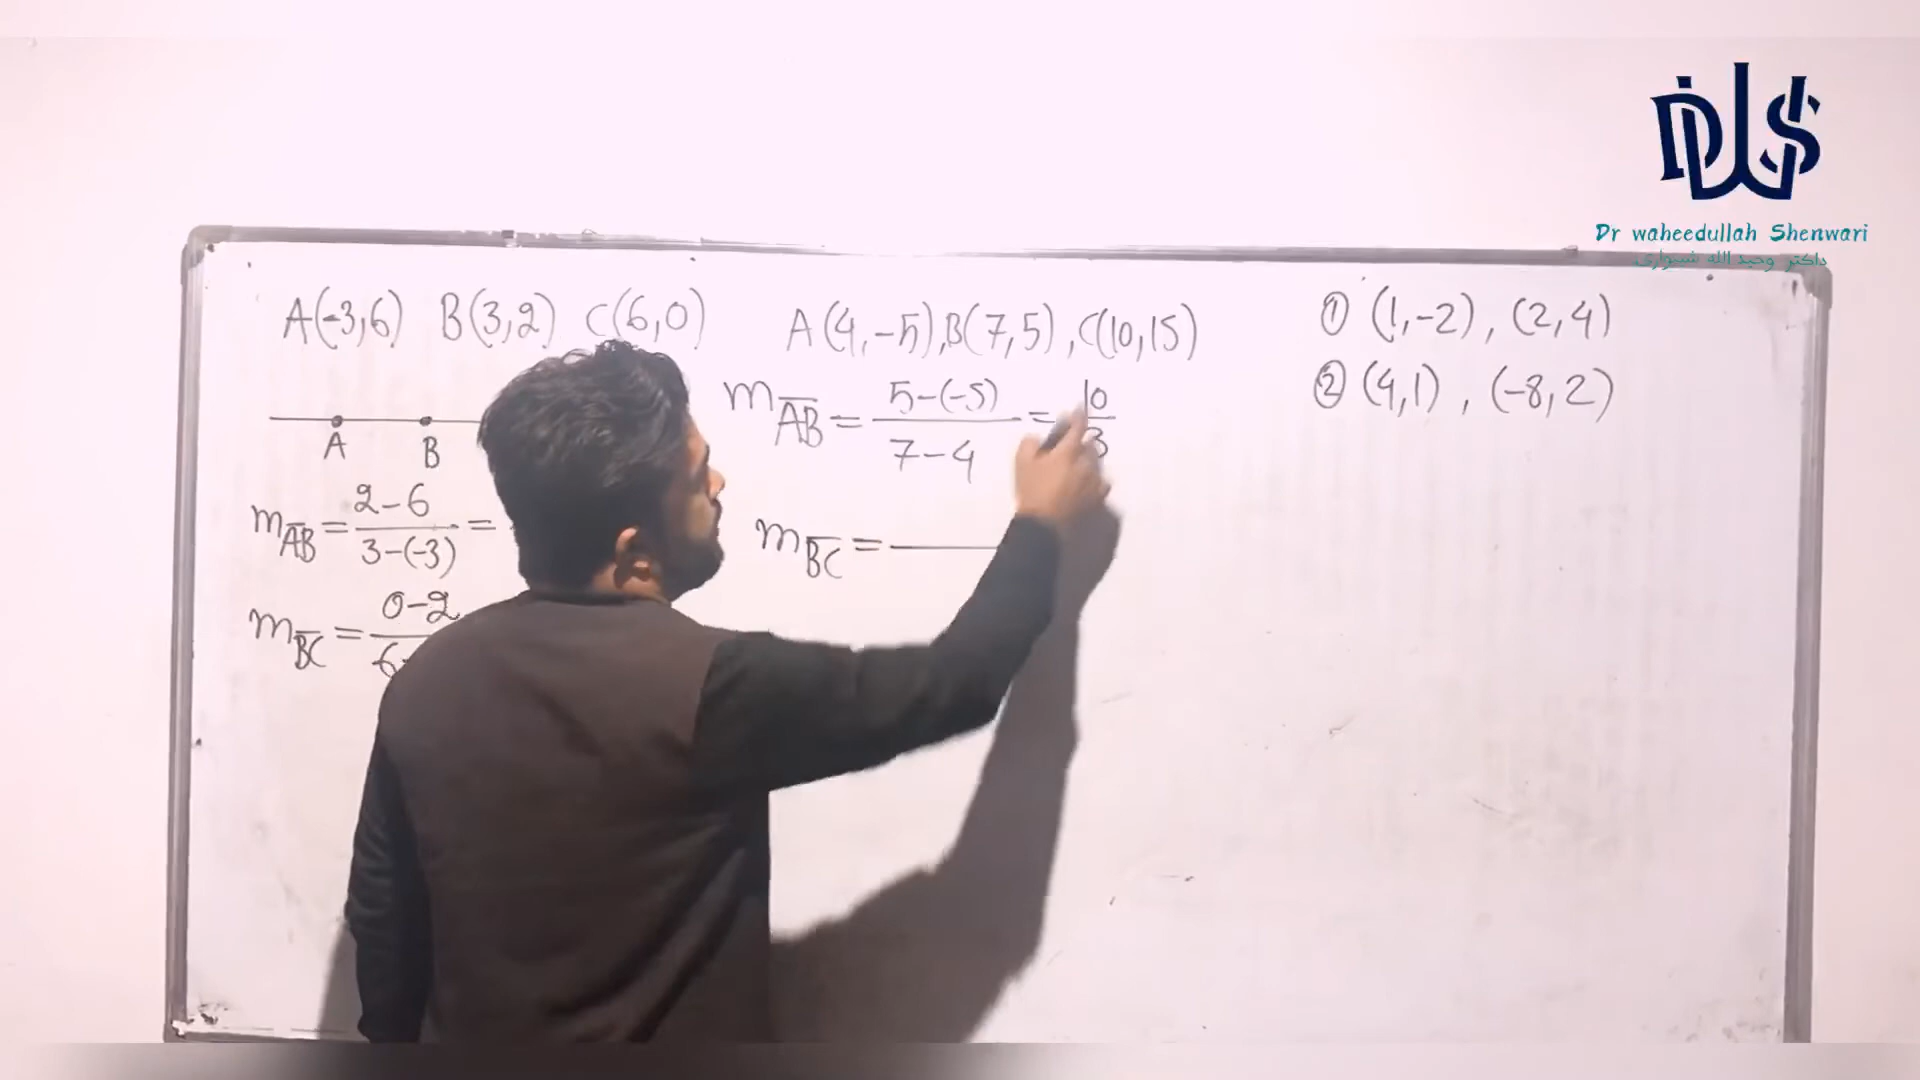 DWS
Dr waheedullah Shenwari
داکتر وحید الله شینواری
A(-3,6) B(3,2) C(6,0)
A B
m_AB = 2-6 / 3-(-3) =
m_BC = 0-2 / 6-
A(4,-5), B(7,5), C(10,15)
m_AB = 5-(-5) / 7-4 = 10 / 3
m_BC =
① (1,-2), (2,4)
② (4,1), (-8,2)